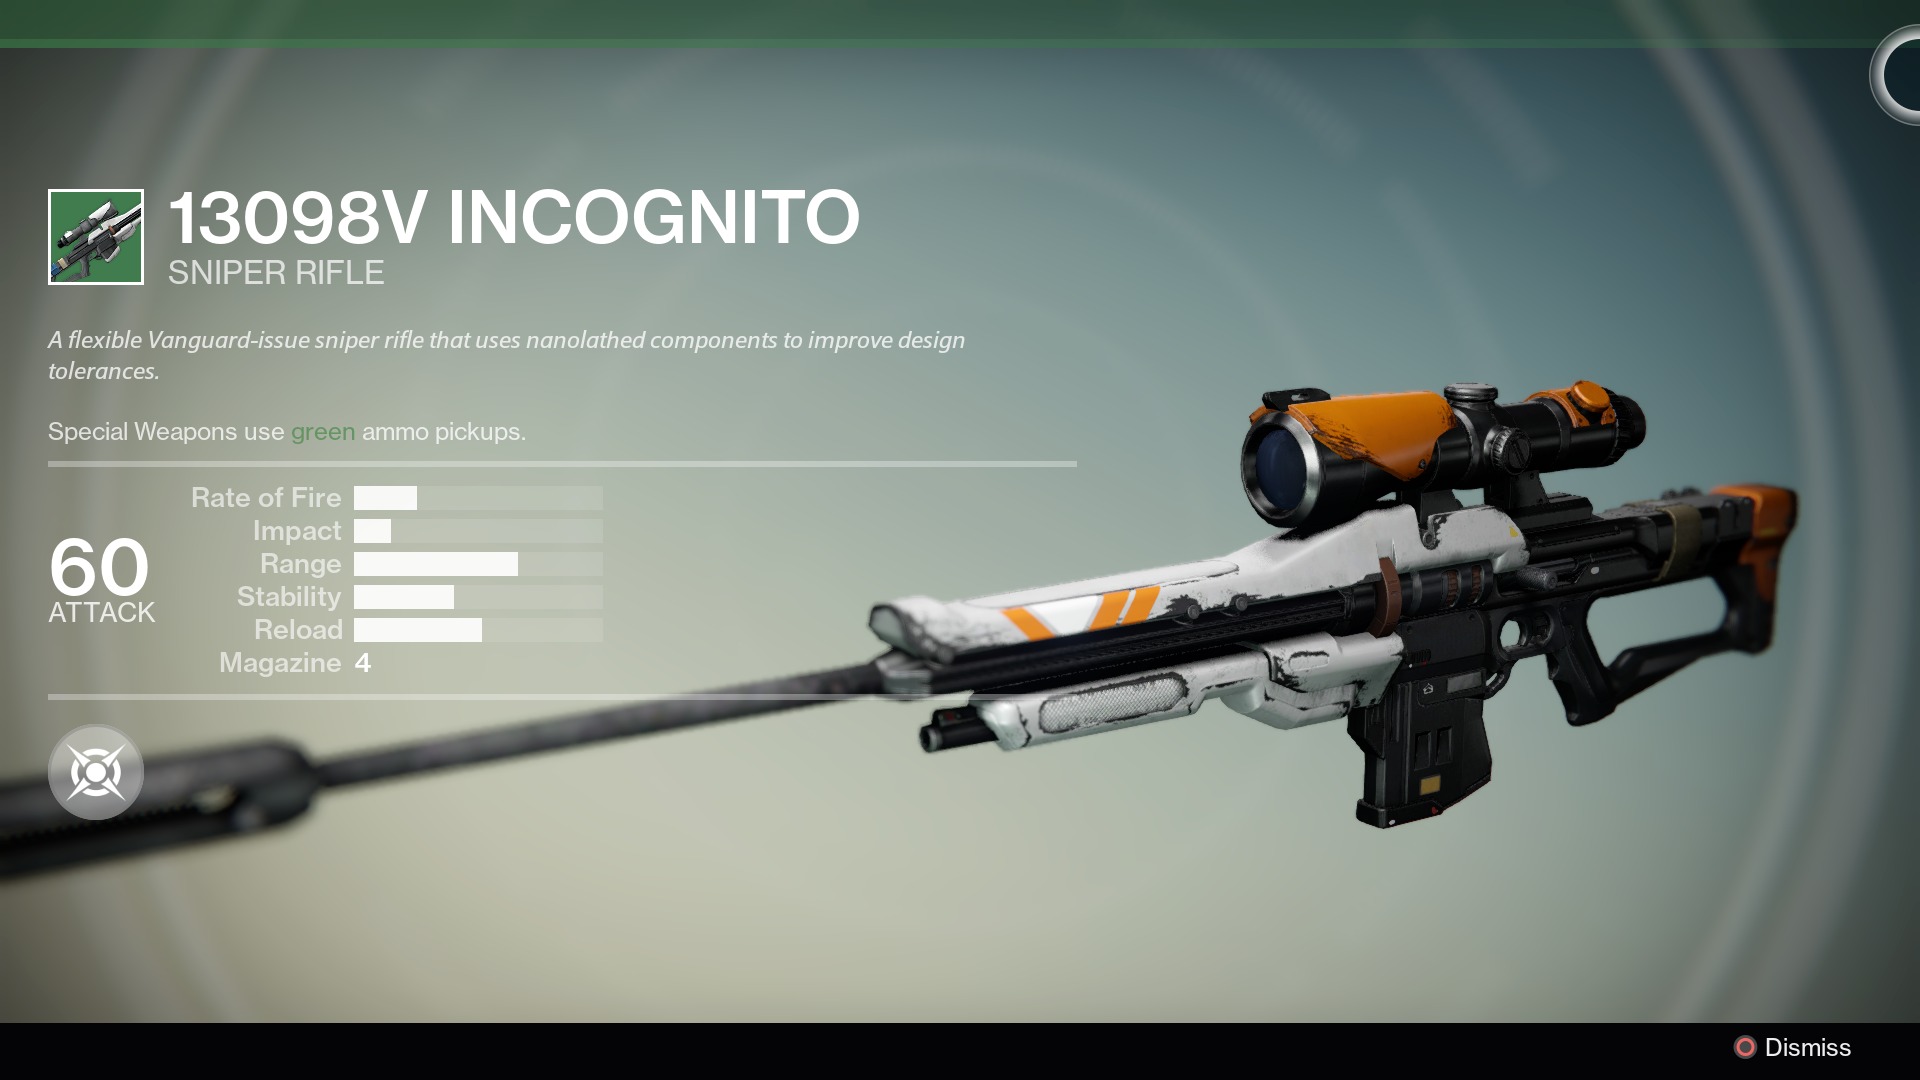 13098V INCOGNITO
SNIPER RIFLE
A flexible Vanguard-issue sniper rifle that uses nanolathed components to improve design
tolerances.
Special Weapons use green ammo pickups.
60
ATTACK
Rate of Fire
Impact
Range
Stability
Reload
Magazine 4
Dismiss